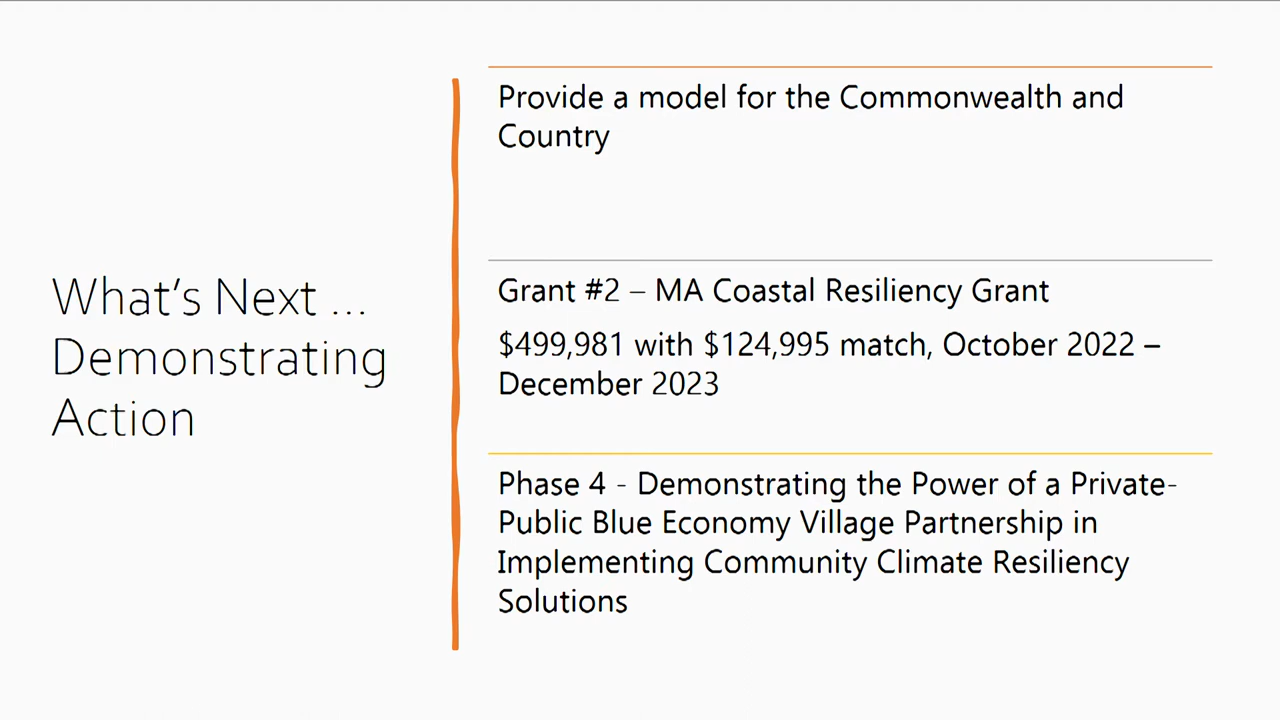 What's Next ...
Demonstrating
Action
Provide a model for the Commonwealth and
Country
Grant #2 – MA Coastal Resiliency Grant
$499,981 with $124,995 match, October 2022 –
December 2023
Phase 4 - Demonstrating the Power of a Private-
Public Blue Economy Village Partnership in
Implementing Community Climate Resiliency
Solutions